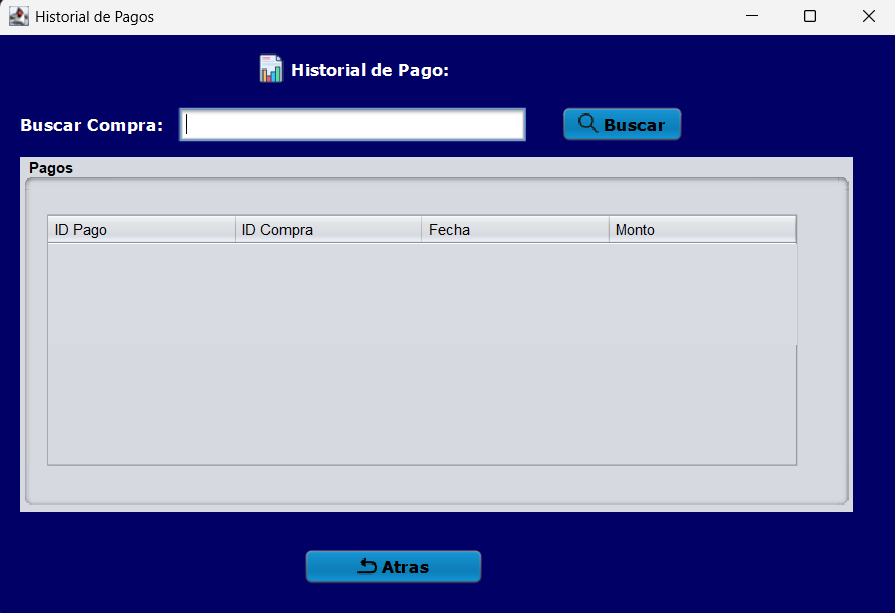 Historial de Pagos
Historial de Pago:
Buscar Compra:
Buscar
Pagos
ID Pago ID Compra Fecha Monto
Atras